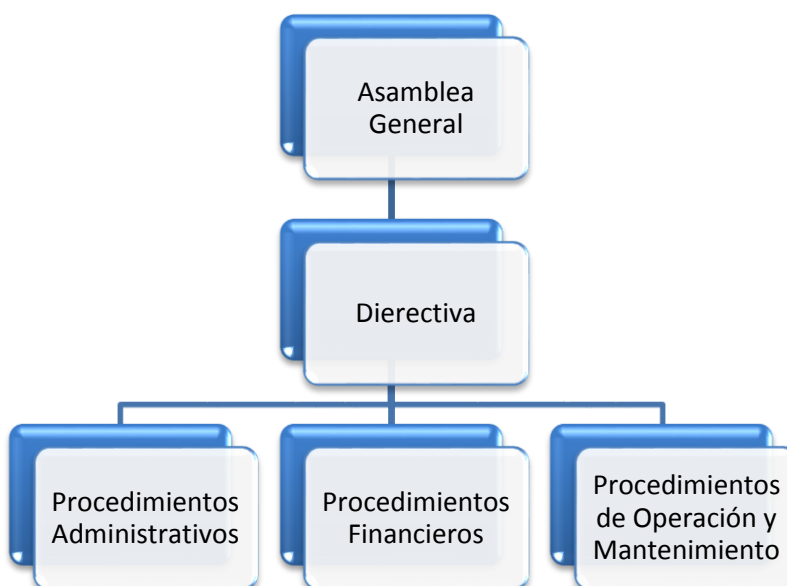 Asamblea
General
Dierectiva
Procedimientos
Administrativos
Procedimientos
Financieros
Procedimientos
de Operación y
Mantenimiento